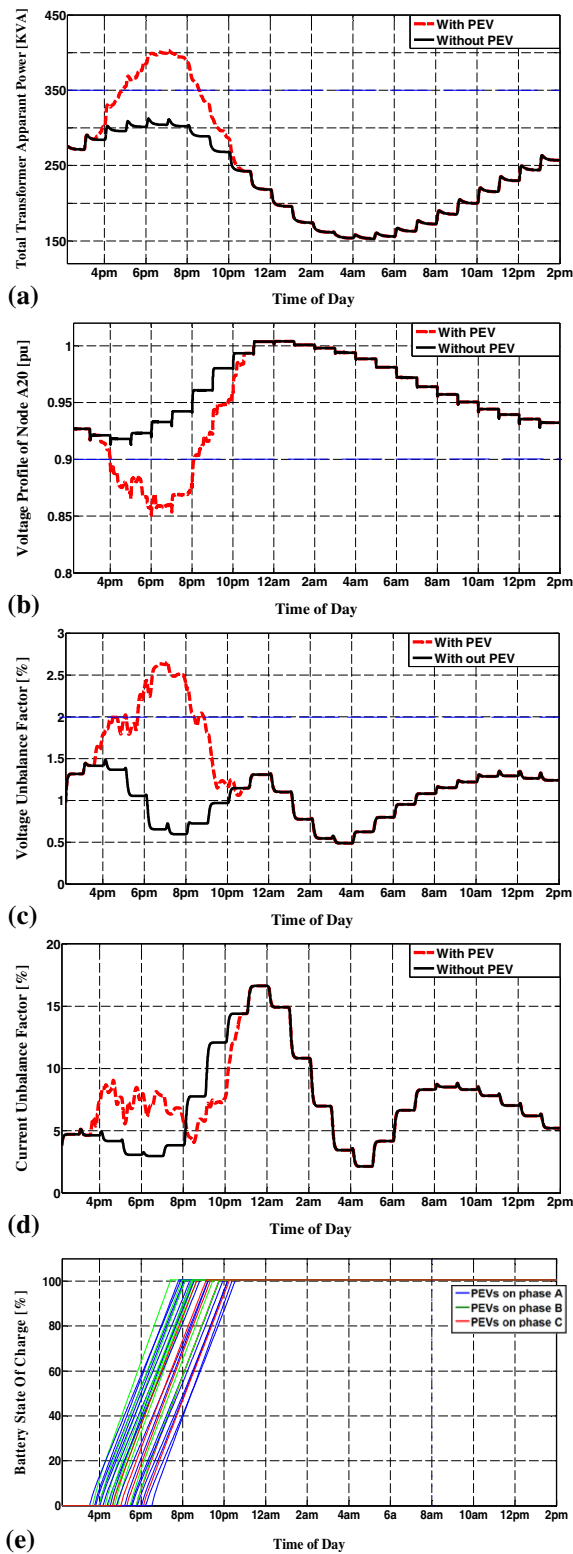 Total Transformer Apparant Power [KVA]
450
350
250
150
With PEV
Without PEV
4pm 6pm 8pm 10pm 12am 2am 4am 6am 8am 10am 12pm 2pm
(a)
Time of Day
Voltage Profile of Node A20 [pu]
1
0.95
0.9
0.85
0.8
With PEV
Without PEV
4pm 6pm 8pm 10pm 12am 2am 4am 6am 8am 10am 12pm 2pm
(b)
Time of Day
Voltage Unbalance Factor [%]
3
2.5
2
1.5
1
0.5
0
With PEV
With out PEV
4pm 6pm 8pm 10pm 12am 2am 4am 6am 8am 10am 12pm 2pm
(c)
Time of Day
Current Unbalance Factor [%]
20
15
10
5
0
With PEV
Without PEV
4pm 6pm 8pm 10pm 12am 2am 4am 6a 8am 10am 12pm 2pm
(d)
Time of Day
Battery State Of Charge [%]
100
80
60
40
20
0
PEVs on phase A
PEVs on phase B
PEVs on phase C
4pm 6pm 8pm 10pm 12am 2am 4am 6a 8am 10am 12pm 2pm
(e)
Time of Day